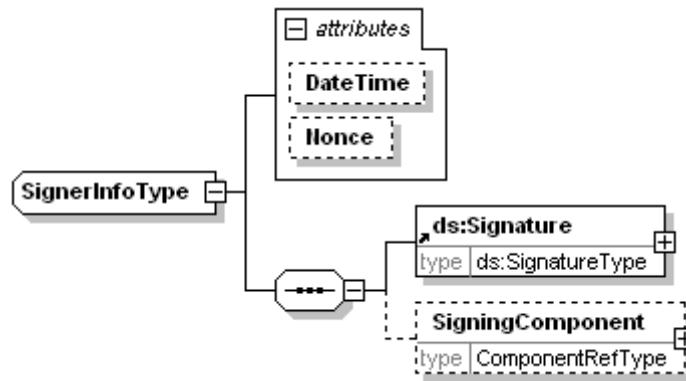 attributes
DateTime
Nonce
SignerInfoType
ds:Signature
type ds:SignatureType
SigningComponent
type ComponentRefType